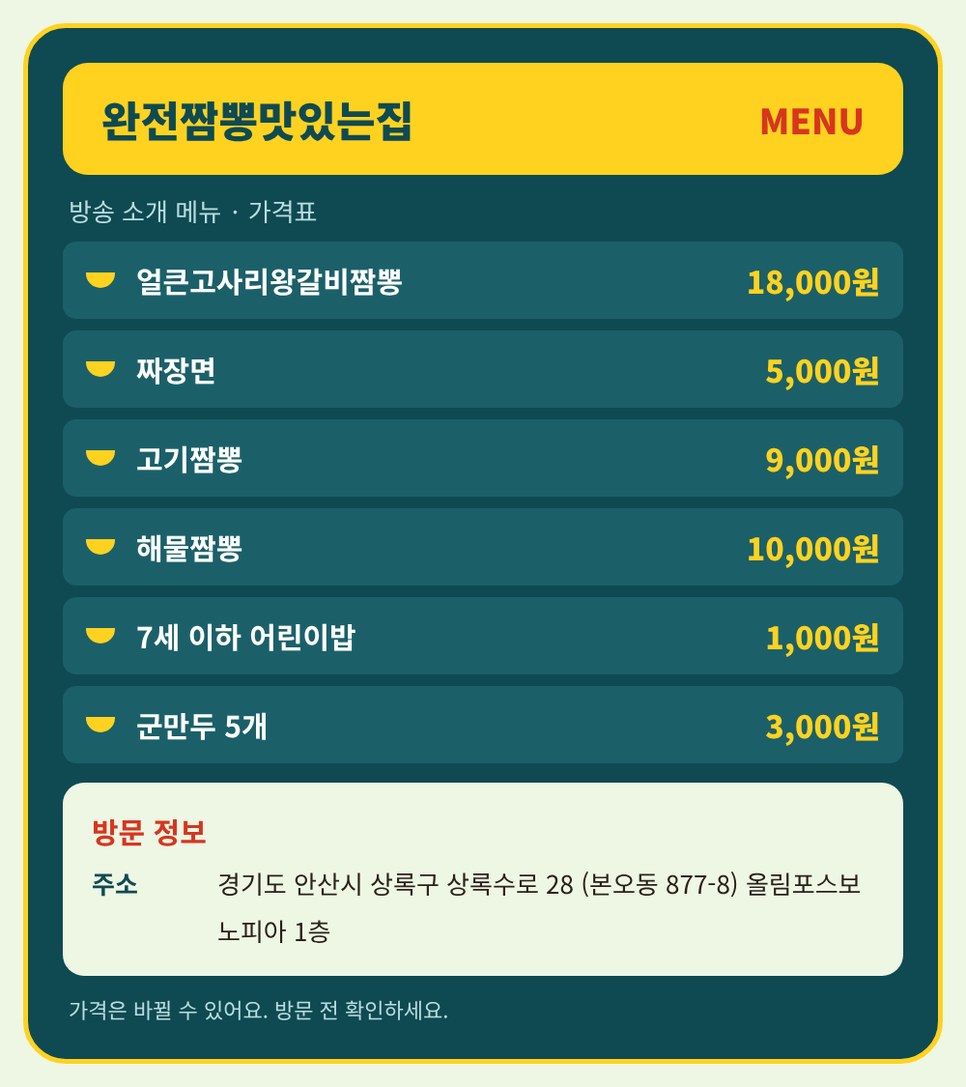 완전짬뽕맛있는집 MENU
방송 소개 메뉴 · 가격표
얼큰고사리왕갈비짬뽕 18,000원
짜장면 5,000원
고기짬뽕 9,000원
해물짬뽕 10,000원
7세 이하 어린이밥 1,000원
군만두 5개 3,000원
방문 정보
주소 경기도 안산시 상록구 상록수로 28 (본오동 877-8) 올림포스보
노피아 1층
가격은 바뀔 수 있어요. 방문 전 확인하세요.